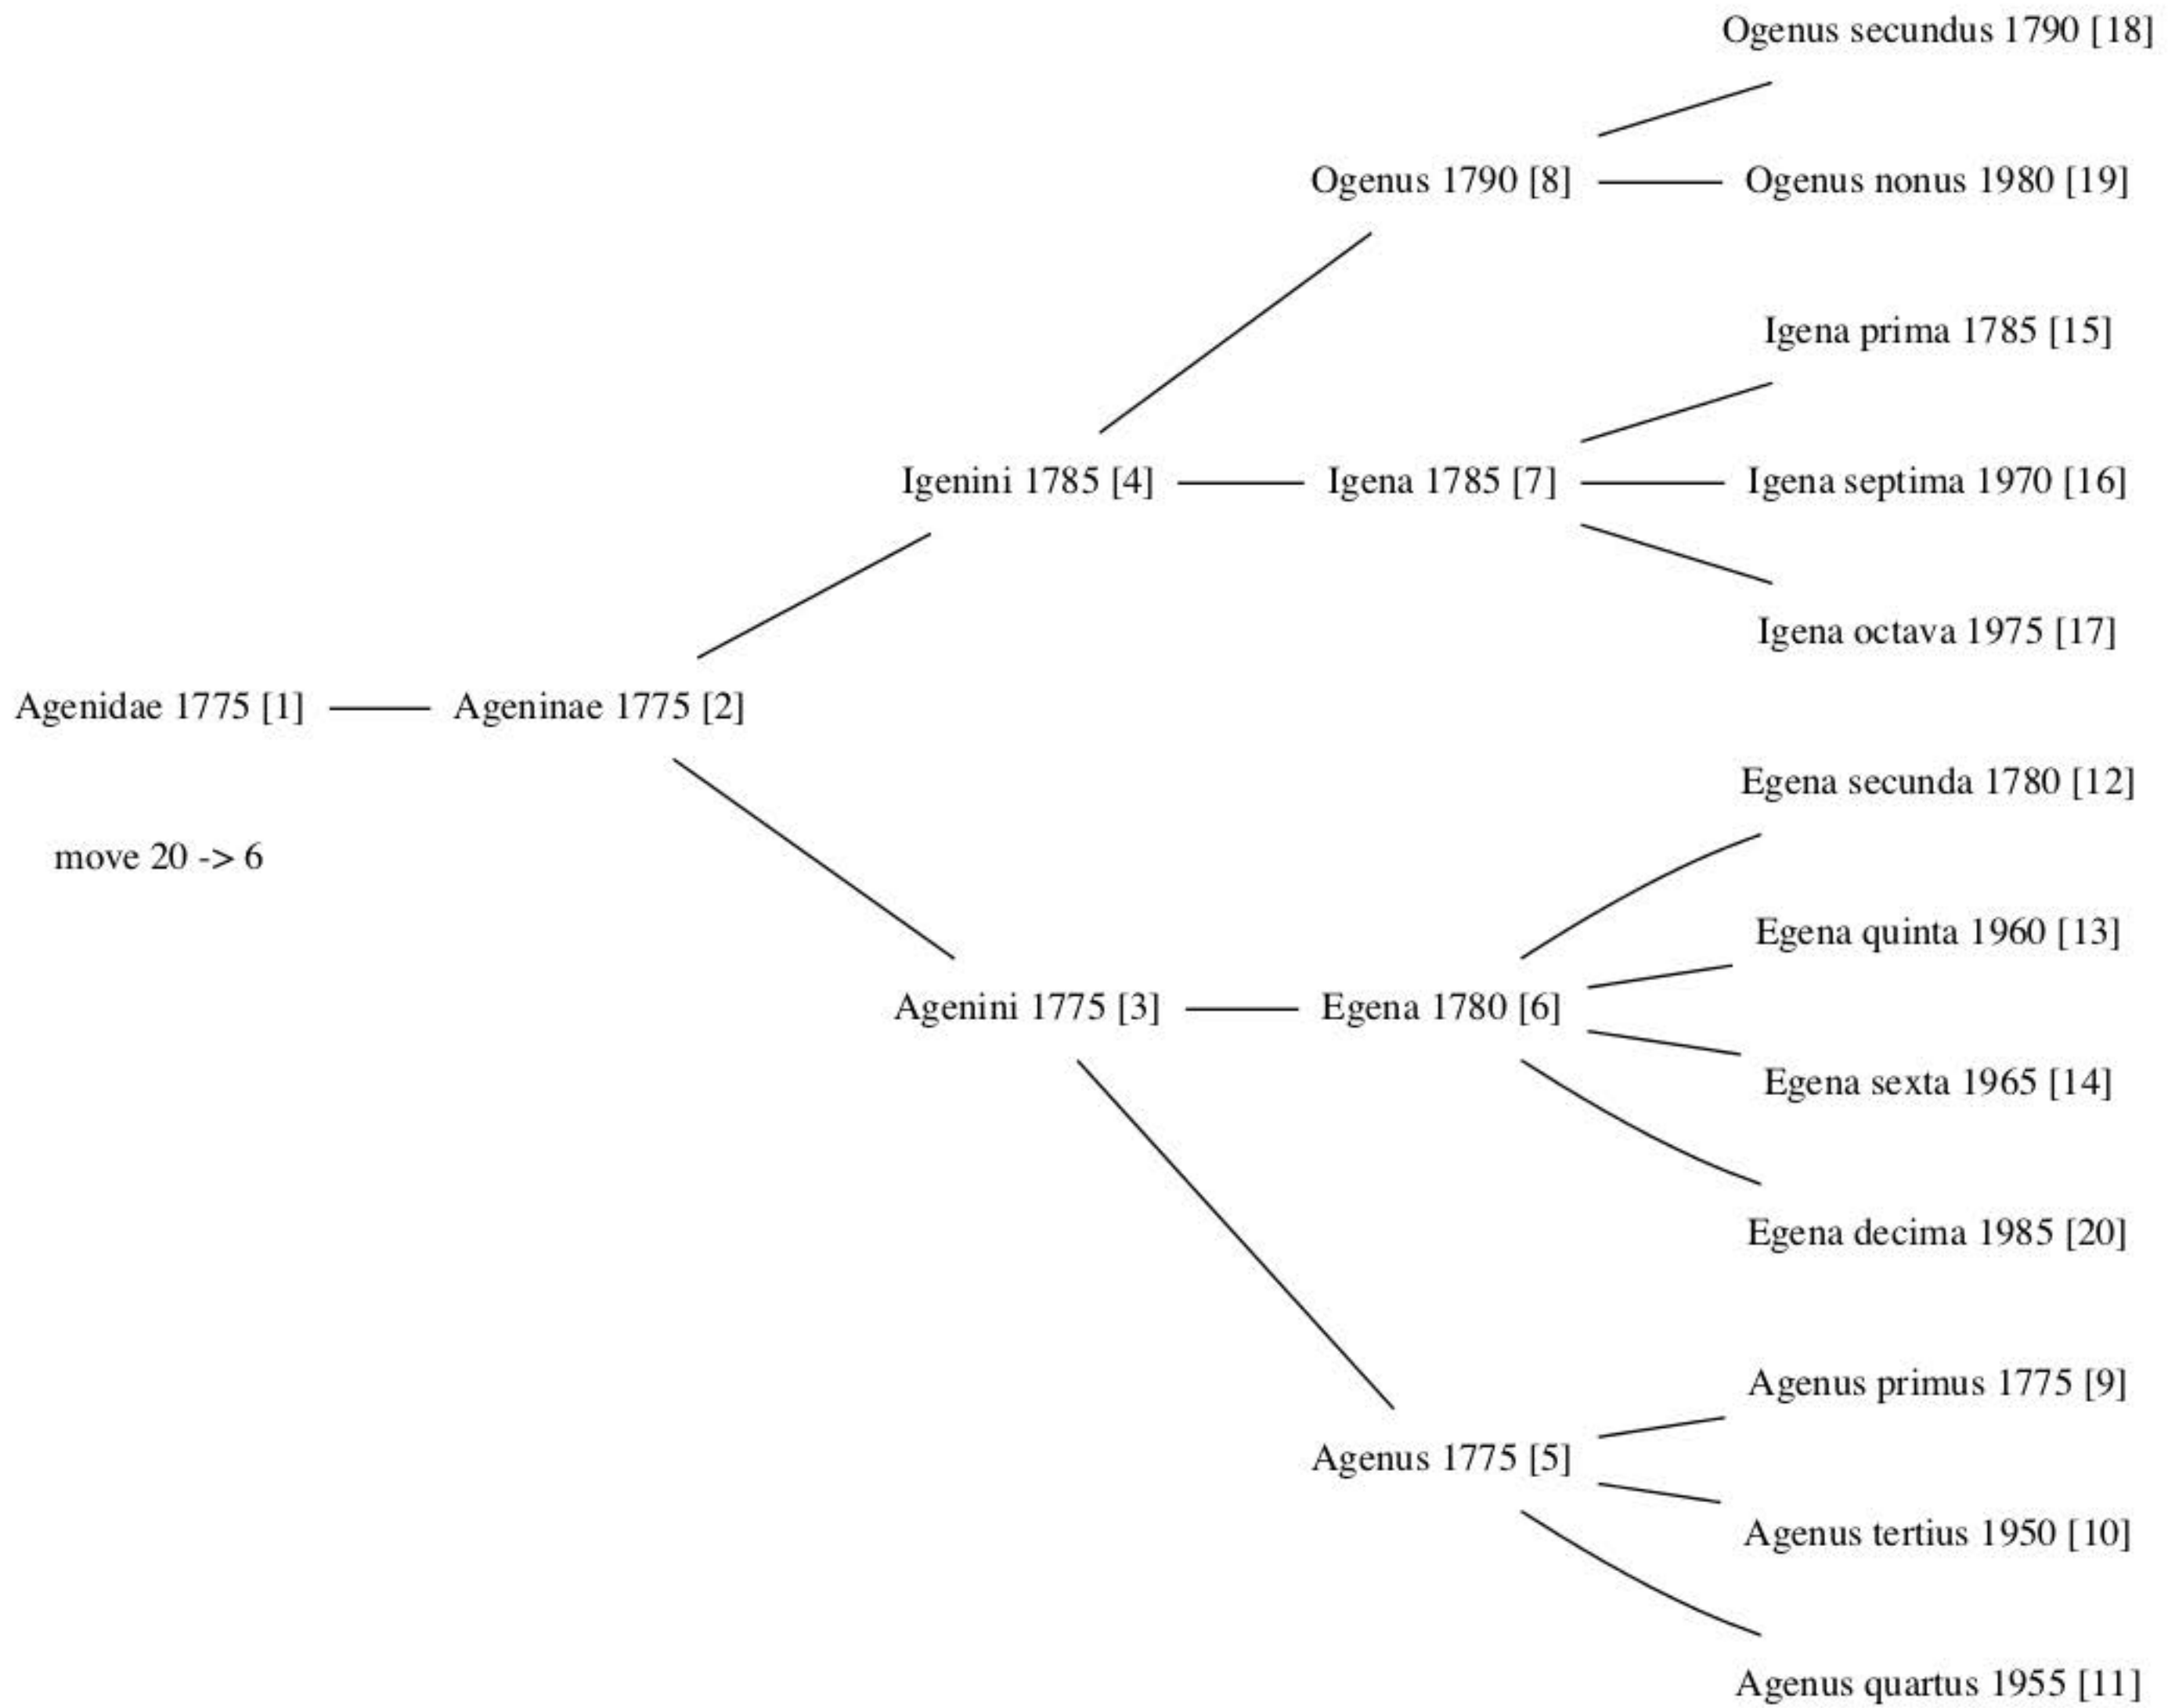 Ogenus secundus 1790 [18]
Ogenus 1790 [8]
Ogenus nonus 1980 [19]
Igena prima 1785 [15]
Igenini 1785 [4]
Igena 1785 [7]
Igena septima 1970 [16]
Igena octava 1975 [17]
Agenidae 1775 [1]
Ageninae 1775 [2]
Egena secunda 1780 [12]
move 20 -> 6
Egena quinta 1960 [13]
Agenini 1775 [3]
Egena 1780 [6]
Egena sexta 1965 [14]
Egena decima 1985 [20]
Agenus primus 1775 [9]
Agenus 1775 [5]
Agenus tertius 1950 [10]
Agenus quartus 1955 [11]